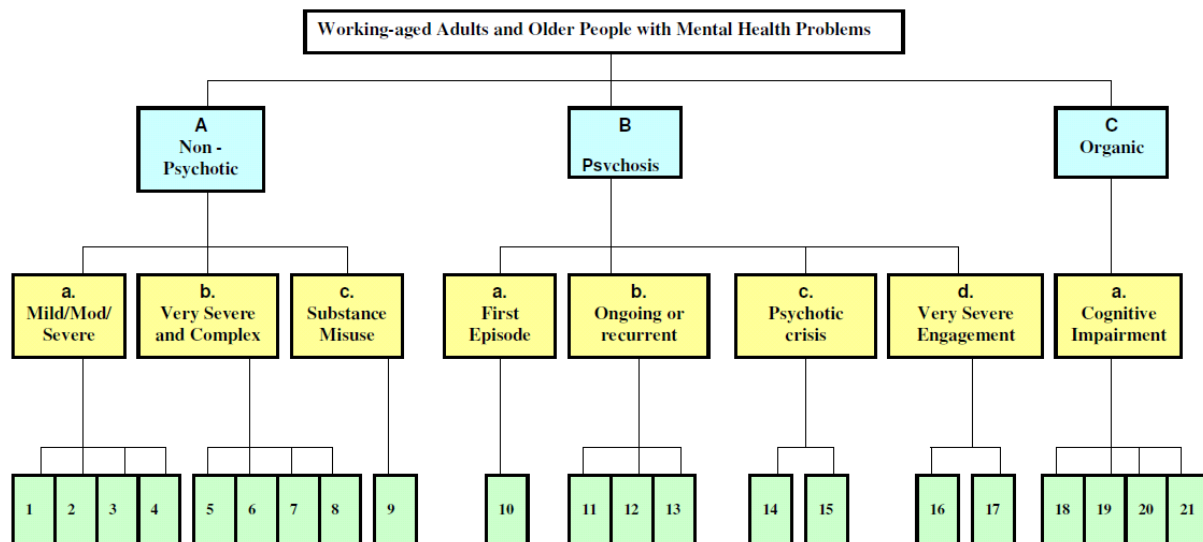 Working-aged Adults and Older People with Mental Health Problems
A
Non -
Psychotic
B
Psvchosis
C
Organic
a.
Mild/Mod/
Severe
b.
Very Severe
and Complex
c.
Substance
Misuse
a.
First
Episode
b.
Ongoing or
recurrent
c.
Psychotic
crisis
d.
Very Severe
Engagement
a.
Cognitive
Impairment
1
2
3
4
5
6
7
8
9
10
11
12
13
14
15
16
17
18
19
20
21